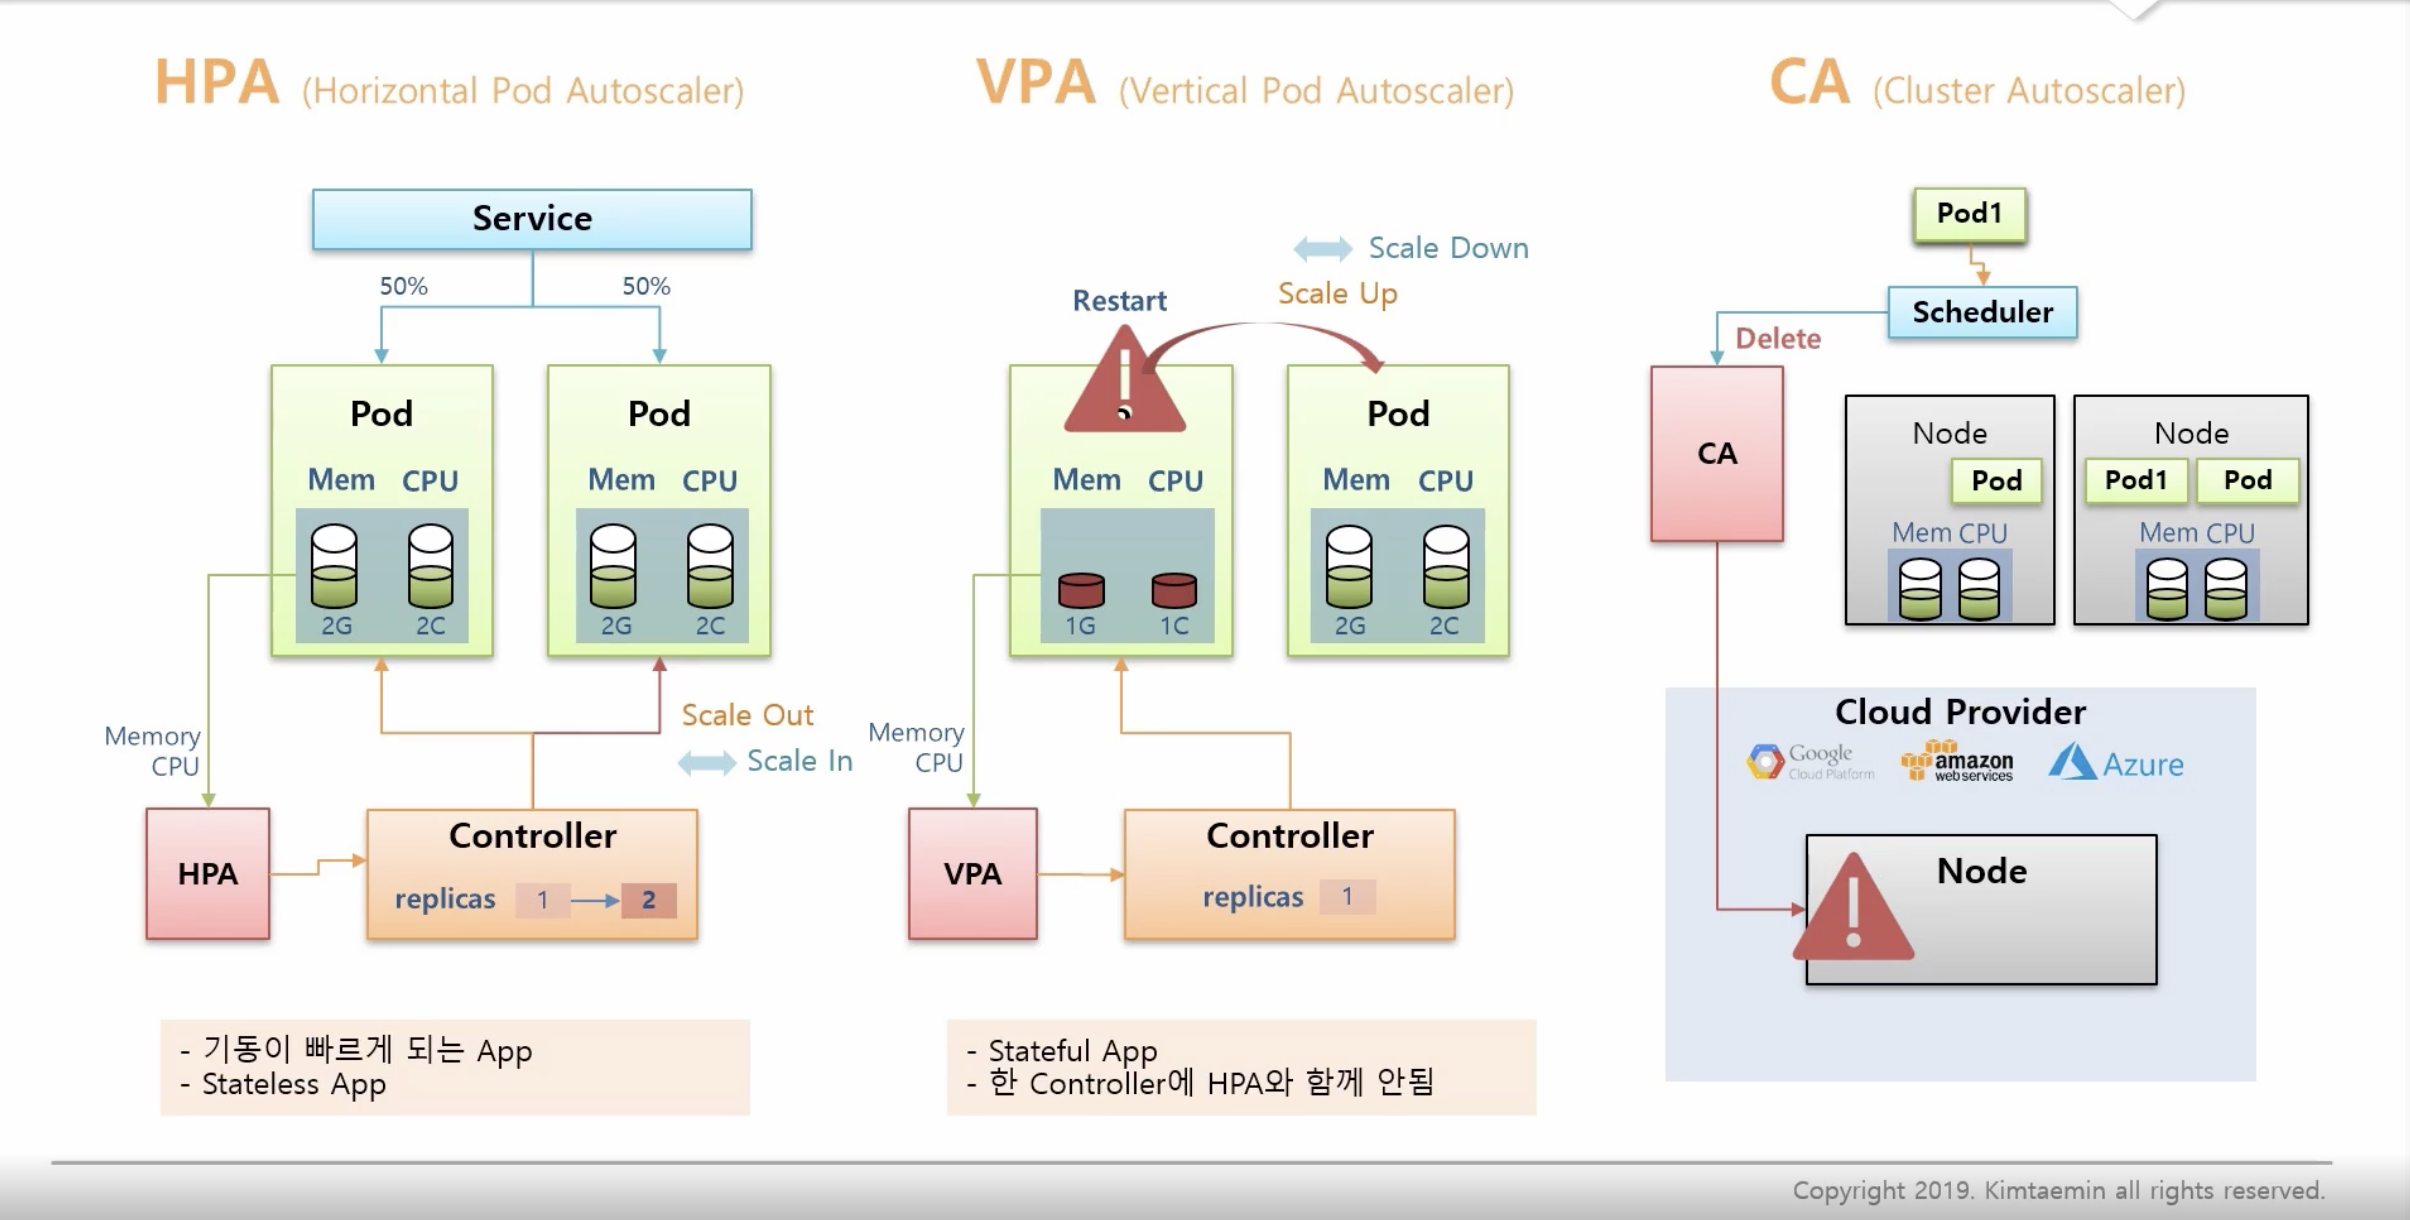 HPA (Horizontal Pod Autoscaler)
Service
50%
50%
Pod
Mem CPU
2G 2C
Pod
Mem CPU
2G 2C
Memory
CPU
Scale Out
Scale In
HPA
Controller
replicas 1 2
- 기동이 빠르게 되는 App
- Stateless App
VPA (Vertical Pod Autoscaler)
Scale Down
Scale Up
Restart
Mem CPU
1G 1C
Pod
Mem CPU
2G 2C
Memory
CPU
VPA
Controller
replicas 1
- Stateful App
- 한 Controller에 HPA와 함께 안됨
CA (Cluster Autoscaler)
Pod1
Scheduler
Delete
CA
Node
Pod
Mem CPU
Node
Pod1 Pod
Mem CPU
Cloud Provider
Google
Cloud Platform
amazon
web services
Azure
Node
Copyright 2019. Kimtaemin all rights reserved.